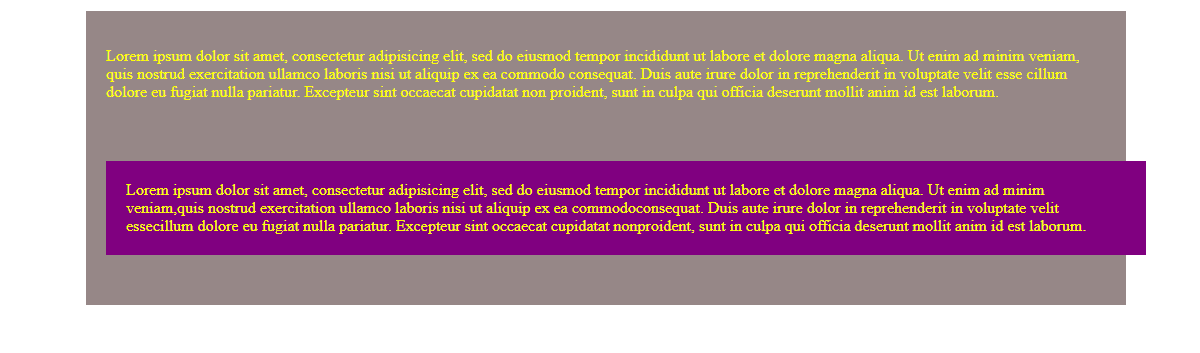 Lorem ipsum dolor sit amet, consectetur adipisicing elit, sed do eiusmod tempor incididunt ut labore et dolore magna aliqua. Ut enim ad minim veniam,
quis nostrud exercitation ullamco laboris nisi ut aliquip ex ea commodo consequat. Duis aute irure dolor in reprehenderit in voluptate velit esse cillum
dolore eu fugiat nulla pariatur. Excepteur sint occaecat cupidatat non proident, sunt in culpa qui officia deserunt mollit anim id est laborum.
Lorem ipsum dolor sit amet, consectetur adipisicing elit, sed do eiusmod tempor incididunt ut labore et dolore magna aliqua. Ut enim ad minim
veniam,quis nostrud exercitation ullamco laboris nisi ut aliquip ex ea commodoconsequat. Duis aute irure dolor in reprehenderit in voluptate velit
essecillum dolore eu fugiat nulla pariatur. Excepteur sint occaecat cupidatat nonproident, sunt in culpa qui officia deserunt mollit anim id est laborum.